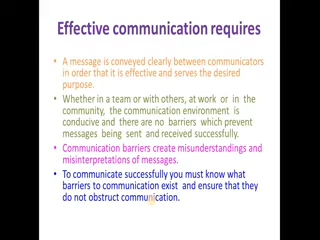 Effective communication requires
• A message is conveyed clearly between communicators
in order that it is effective and serves the desired
purpose.
• Whether in a team or with others, at work or in the
community, the communication environment is
conducive and there are no barriers which prevent
messages being sent and received successfully.
• Communication barriers create misunderstandings and
misinterpretations of messages.
• To communicate successfully you must know what
barriers to communication exist and ensure that they
do not obstruct communication.